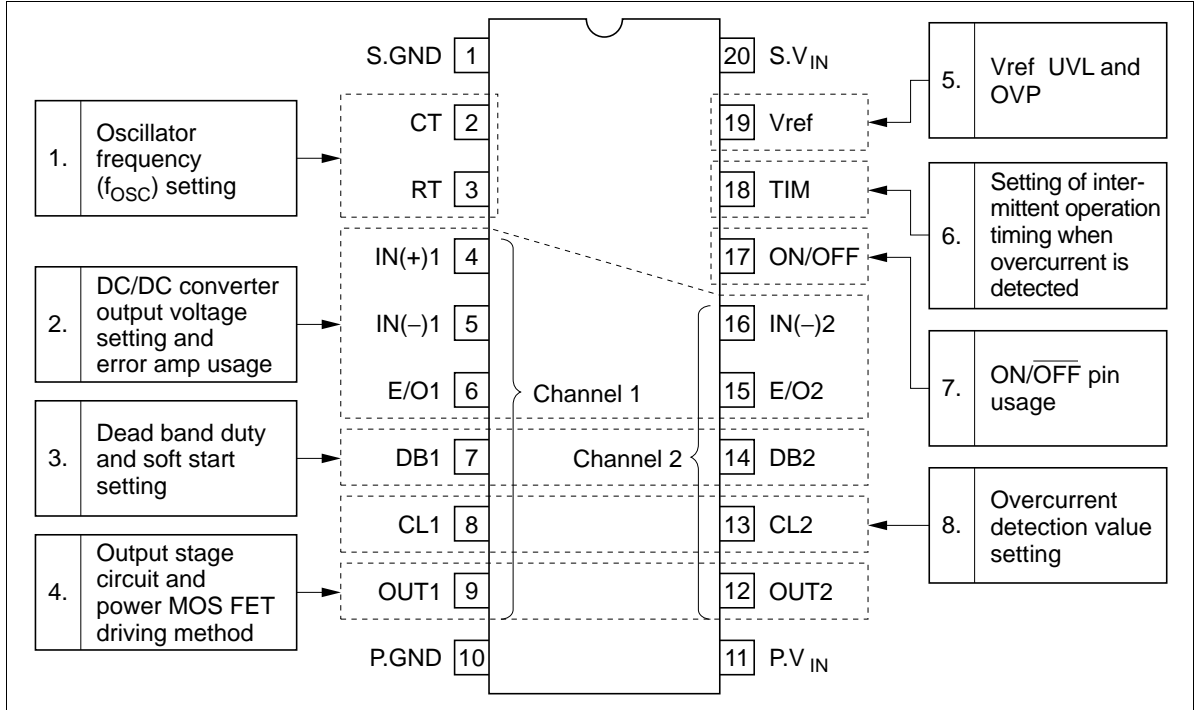 S.GND 1
20 S.VIN
1. Oscillator
frequency
(fOSC) setting
CT 2
RT 3
19 Vref
5. Vref UVL and
OVP
18 TIM
6. Setting of inter-
mittent operation
timing when
overcurrent is
detected
17 ON/OFF
7. ON/OFF pin
usage
2. DC/DC converter
output voltage
setting and
error amp usage
IN(+)1 4
IN(−)1 5
E/O1 6
Channel 1
16 IN(−)2
15 E/O2
3. Dead band duty
and soft start
setting
DB1 7
Channel 2
14 DB2
CL1 8
13 CL2
8. Overcurrent
detection value
setting
4. Output stage
circuit and
power MOS FET
driving method
OUT1 9
12 OUT2
P.GND 10
11 P.VIN